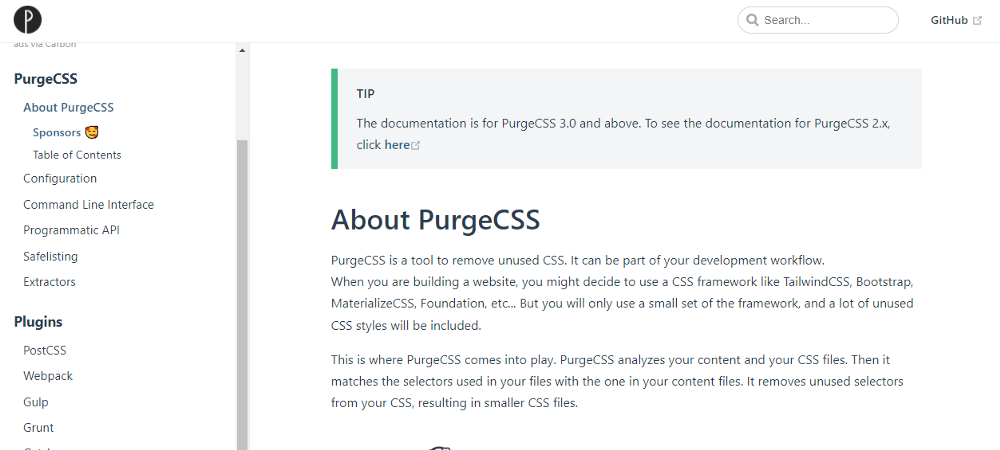 Search...
GitHub
ads via Carbon
PurgeCSS
About PurgeCSS
Sponsors 🥰
Table of Contents
Configuration
Command Line Interface
Programmatic API
Safelisting
Extractors
Plugins
PostCSS
Webpack
Gulp
Grunt
TIP
The documentation is for PurgeCSS 3.0 and above. To see the documentation for PurgeCSS 2.x,
click here
About PurgeCSS
PurgeCSS is a tool to remove unused CSS. It can be part of your development workflow.
When you are building a website, you might decide to use a CSS framework like TailwindCSS, Bootstrap,
MaterializeCSS, Foundation, etc... But you will only use a small set of the framework, and a lot of unused
CSS styles will be included.
This is where PurgeCSS comes into play. PurgeCSS analyzes your content and your CSS files. Then it
matches the selectors used in your files with the one in your content files. It removes unused selectors
from your CSS, resulting in smaller CSS files.